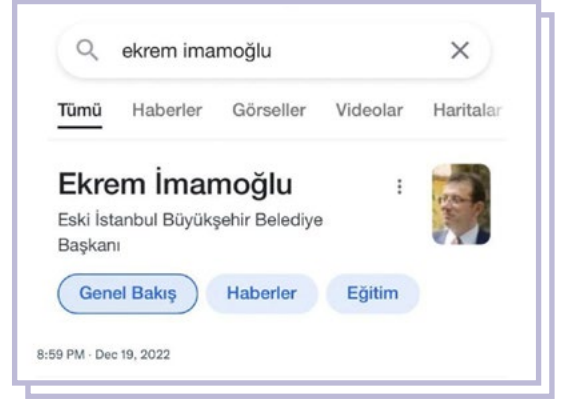 ekrem imamoğlu
Tümü Haberler Görseller Videolar Haritalar
Ekrem İmamoğlu
Eski İstanbul Büyükşehir Belediye
Başkanı
Genel Bakış Haberler Eğitim
8:59 PM · Dec 19, 2022